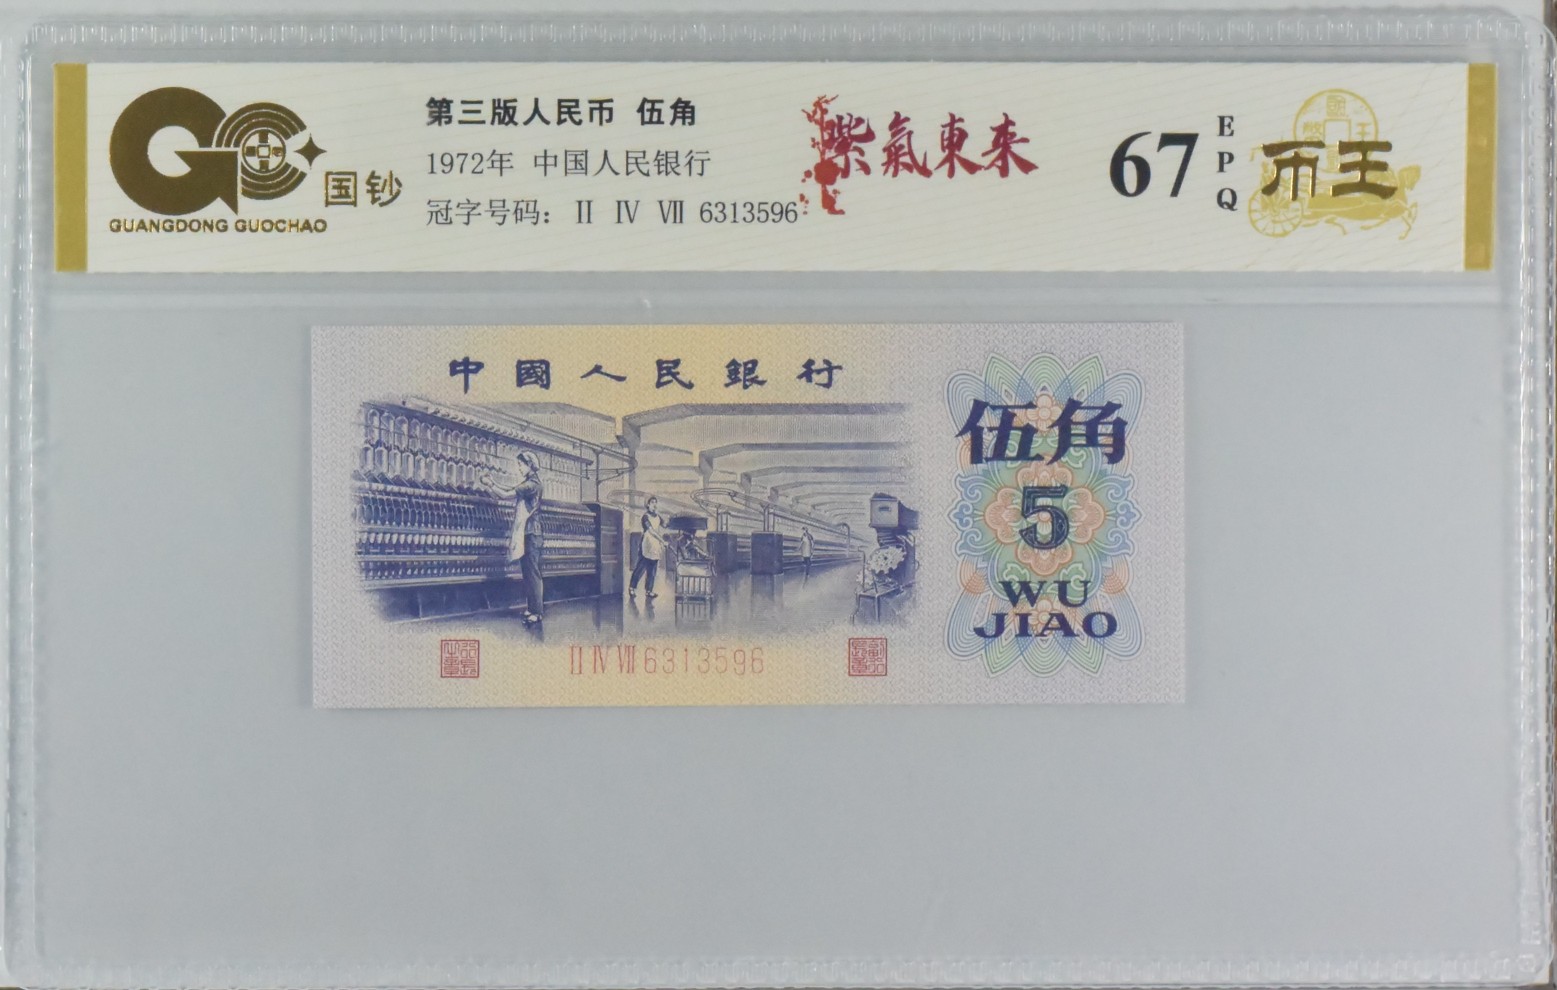 GUANGDONG GUOCHAO
国钞
第三版人民币 伍角
1972年 中国人民银行
冠字号码: Ⅱ Ⅳ Ⅶ 6313596
紫氣東来
67
EPQ
币王
中國人民銀行
伍角
5
WU
JIAO
Ⅱ Ⅳ Ⅶ 6313596